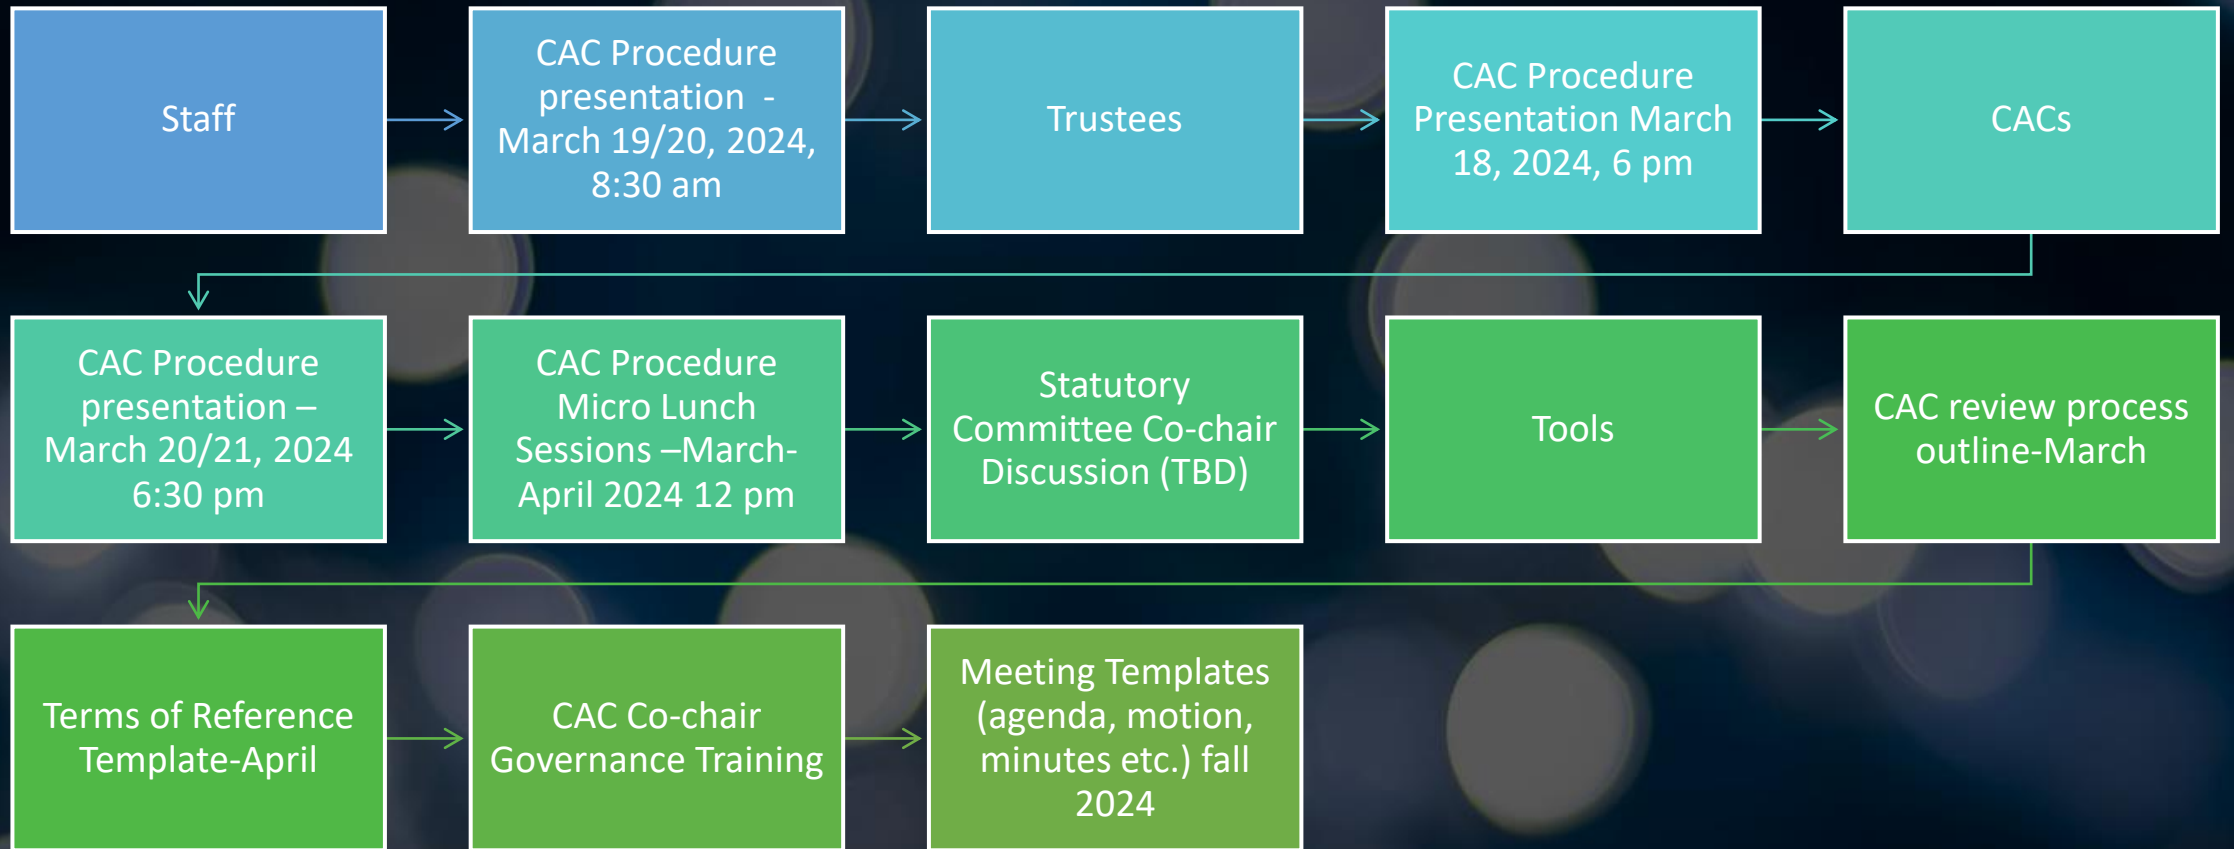 Staff
CAC Procedure
presentation  -
March 19/20, 2024,
8:30 am
Trustees
CAC Procedure
Presentation March
18, 2024, 6 pm
CACs
CAC Procedure
presentation –
March 20/21, 2024
6:30 pm
CAC Procedure
Micro Lunch
Sessions –March-
April 2024 12 pm
Statutory
Committee Co-chair
Discussion (TBD)
Tools
CAC review process
outline-March
Terms of Reference
Template-April
CAC Co-chair
Governance Training
Meeting Templates
(agenda, motion,
minutes etc.) fall
2024